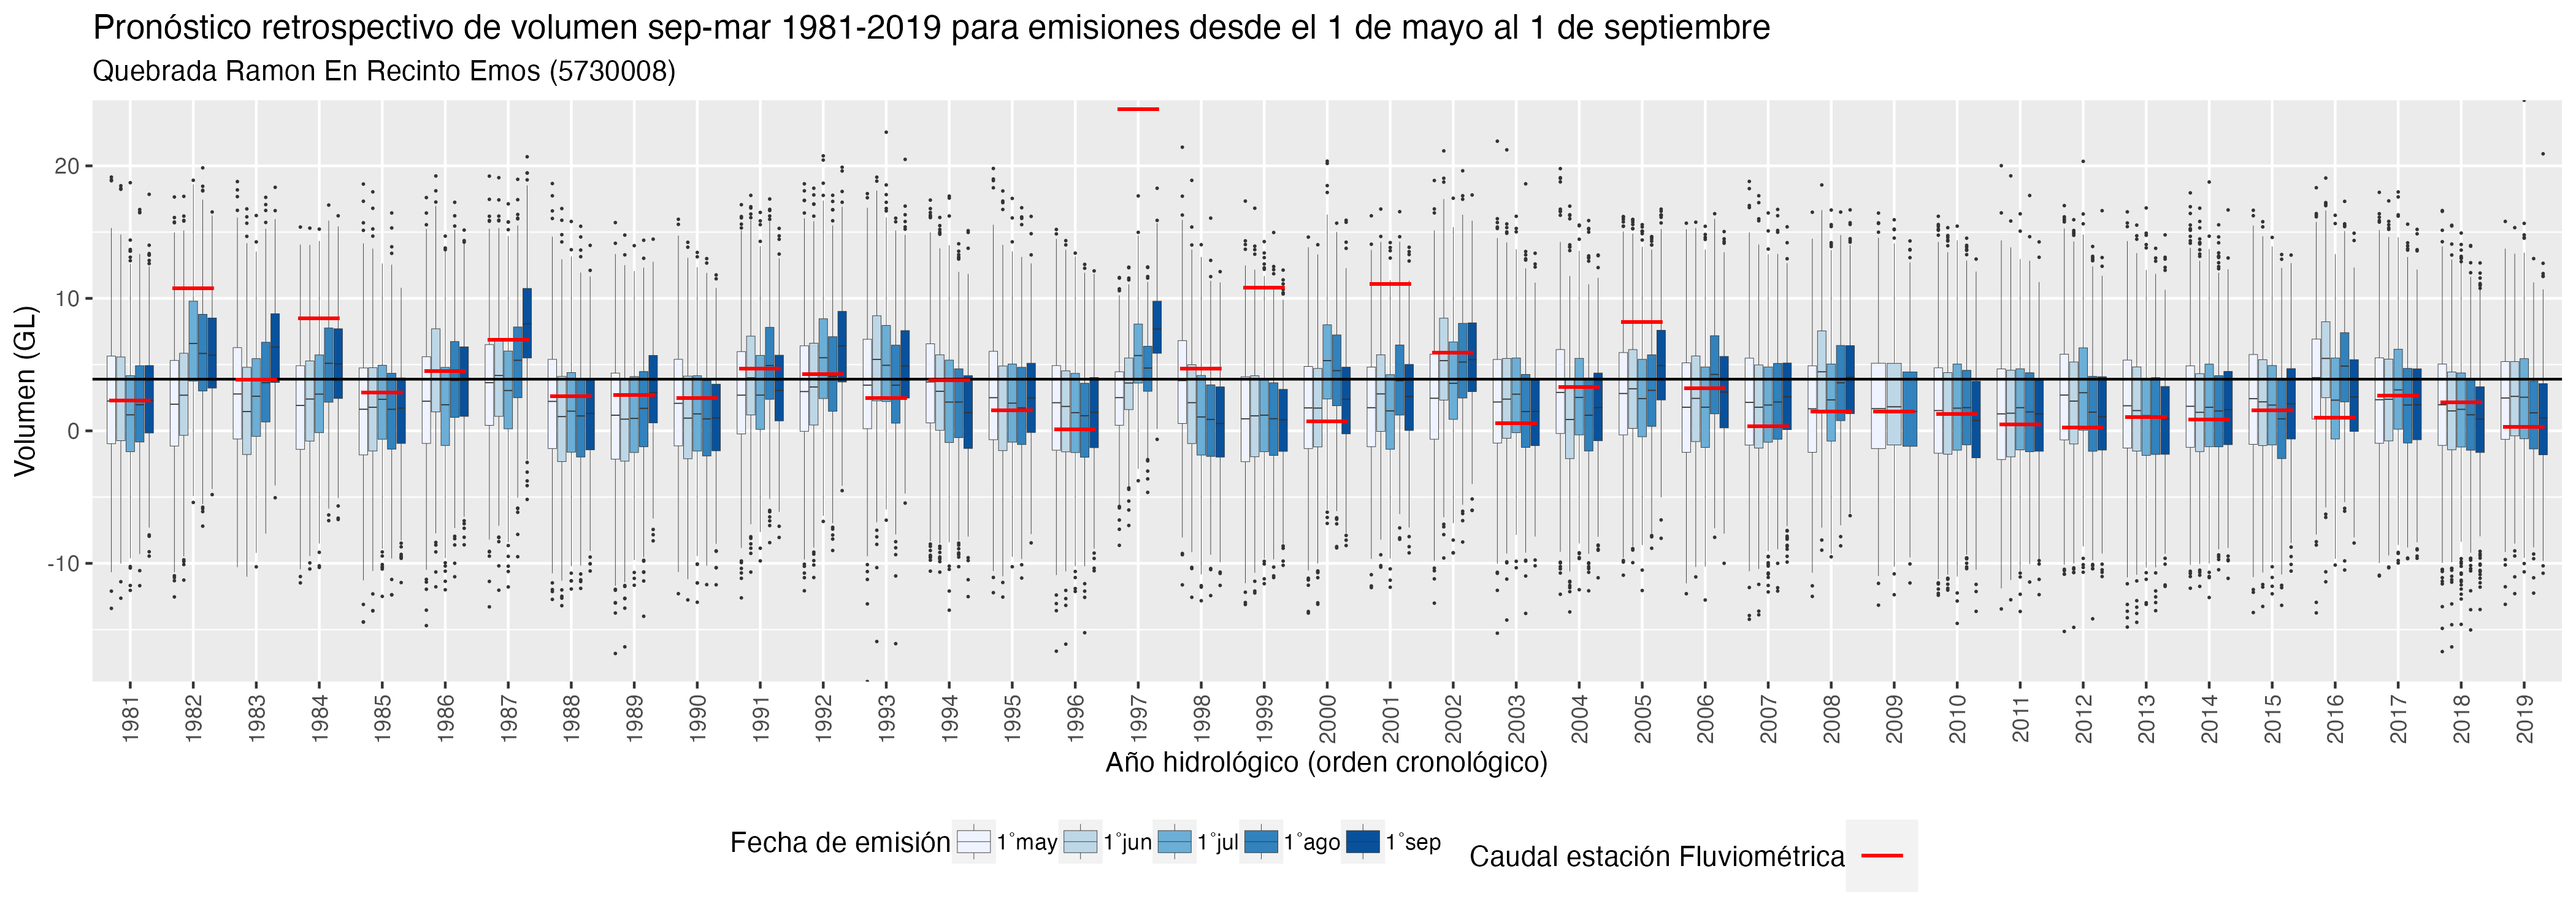 Pronóstico retrospectivo de volumen sep-mar 1981-2019 para emisiones desde el 1 de mayo al 1 de septiembre
Quebrada Ramon En Recinto Emos (5730008)
Volumen (GL)
20
10
0
-10
1981 1982 1983 1984 1985 1986 1987 1988 1989 1990 1991 1992 1993 1994 1995 1996 1997 1998 1999 2000 2001 2002 2003 2004 2005 2006 2007 2008 2009 2010 2011 2012 2013 2014 2015 2016 2017 2018 2019
Año hidrológico (orden cronológico)
Fecha de emisión 1°may 1°jun 1°jul 1°ago 1°sep Caudal estación Fluviométrica